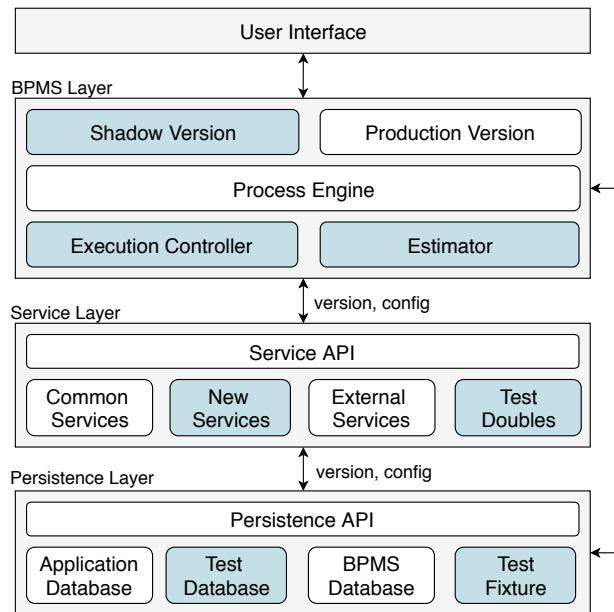 User Interface
BPMS Layer
Shadow Version
Production Version
Process Engine
Execution Controller
Estimator
version, config
Service Layer
Service API
Common
Services
New
Services
External
Services
Test
Doubles
version, config
Persistence Layer
Persistence API
Application
Database
Test
Database
BPMS
Database
Test
Fixture